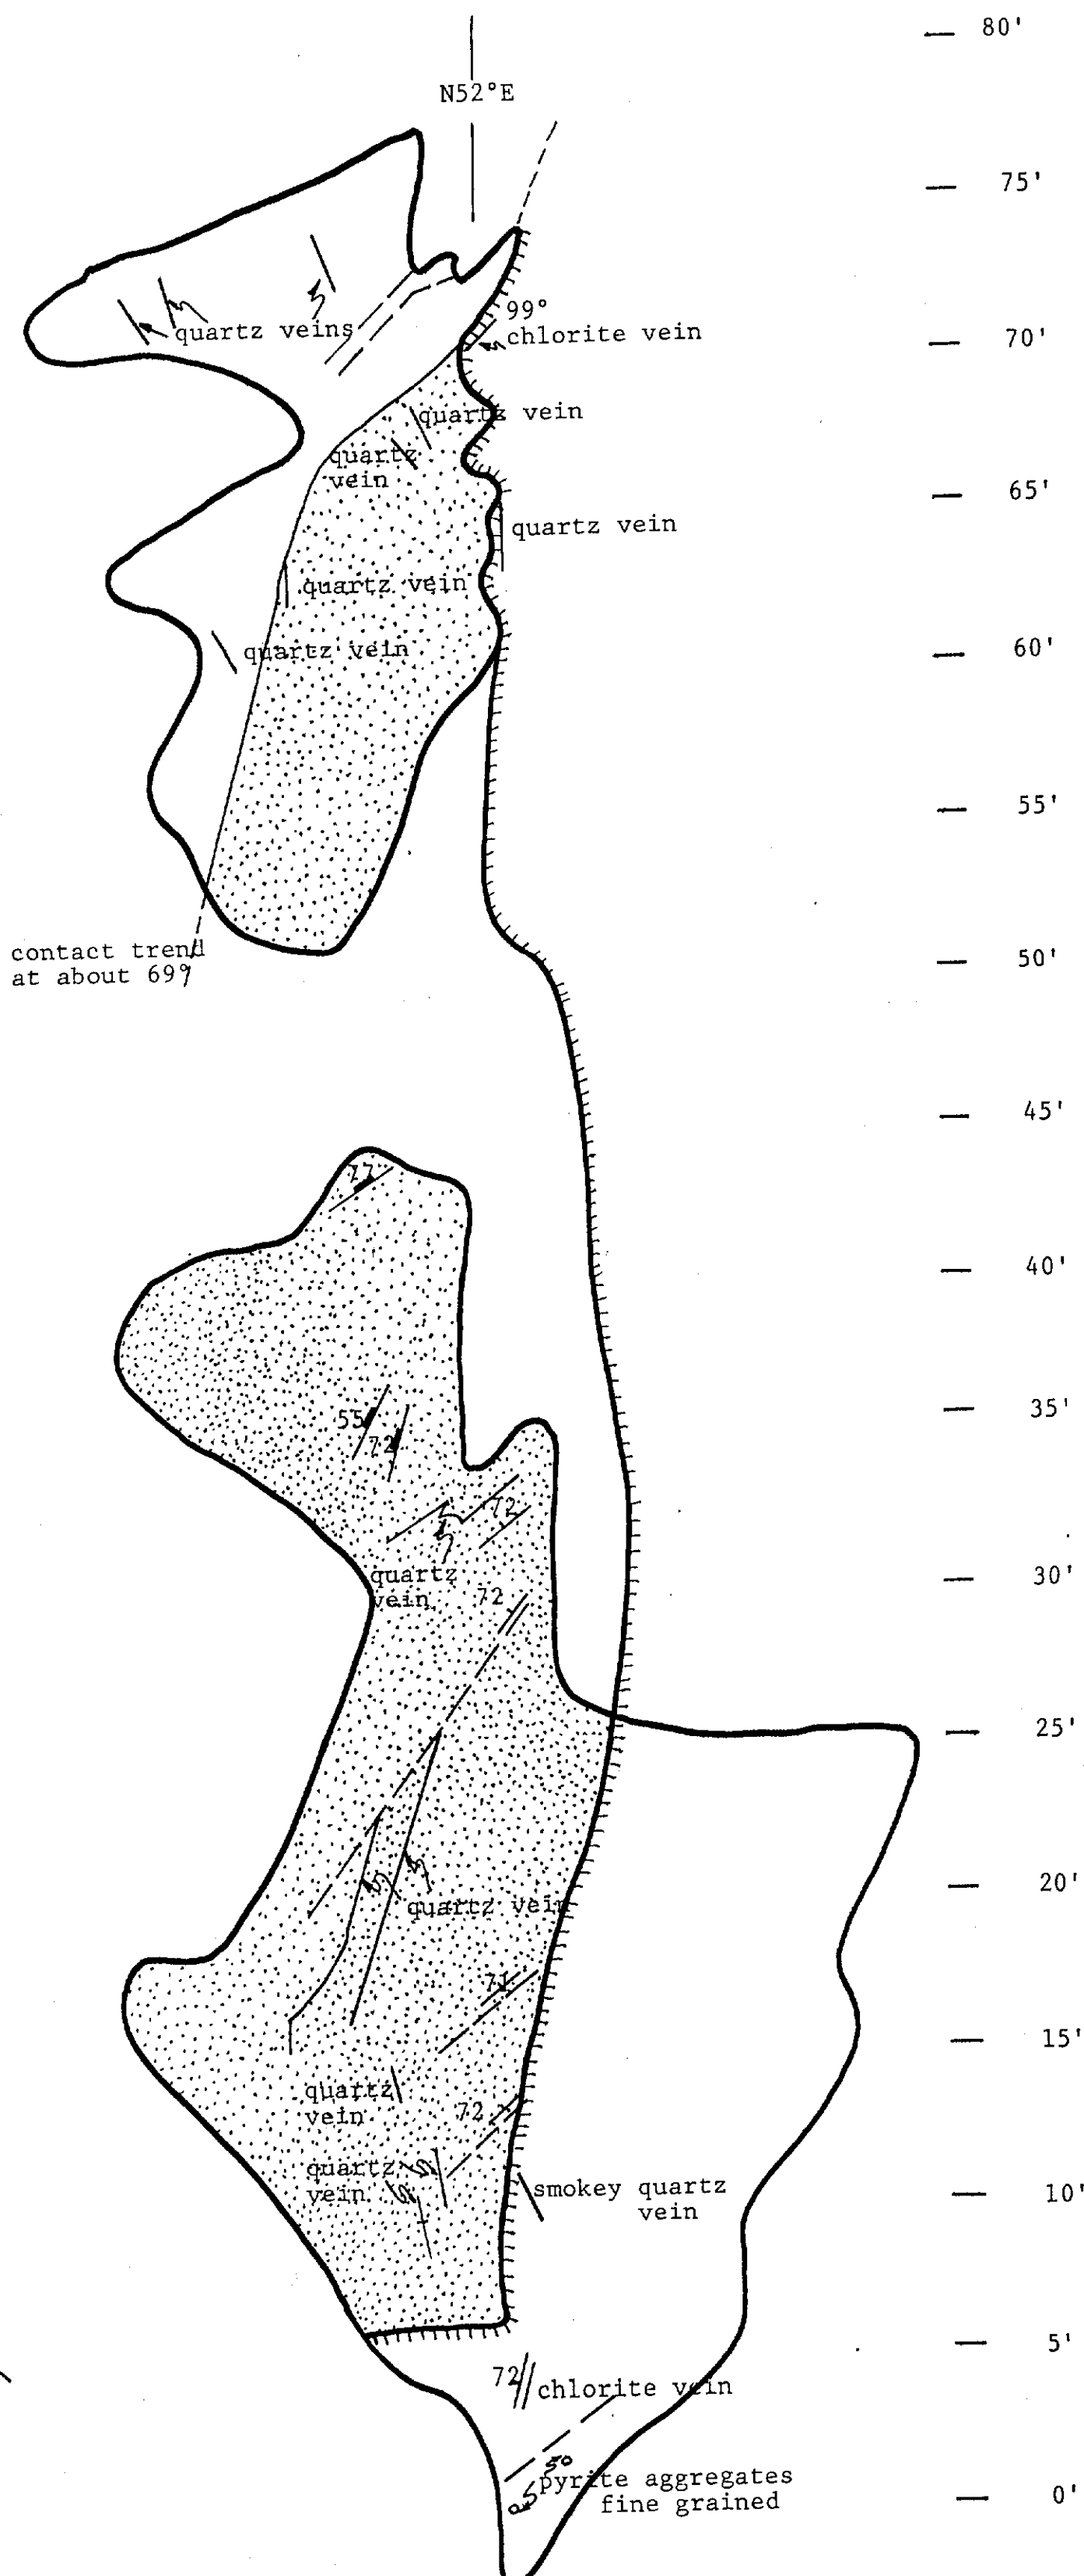 80'
N52°E
75'
99°
quartz veins
chlorite vein
70'
quartz vein
quartz
vein
65'
quartz vein
quartz vein
quartz vein
60'
55'
contact trend
at about 69°
50'
45'
77
40'
55
35'
72
72
quartz
vein
72
30'
25'
20'
quartz vein
71
15'
quartz
vein
72
quartz
vein
smokey quartz
vein
10'
5'
72
chlorite vein
50
pyrite aggregates
fine grained
0'